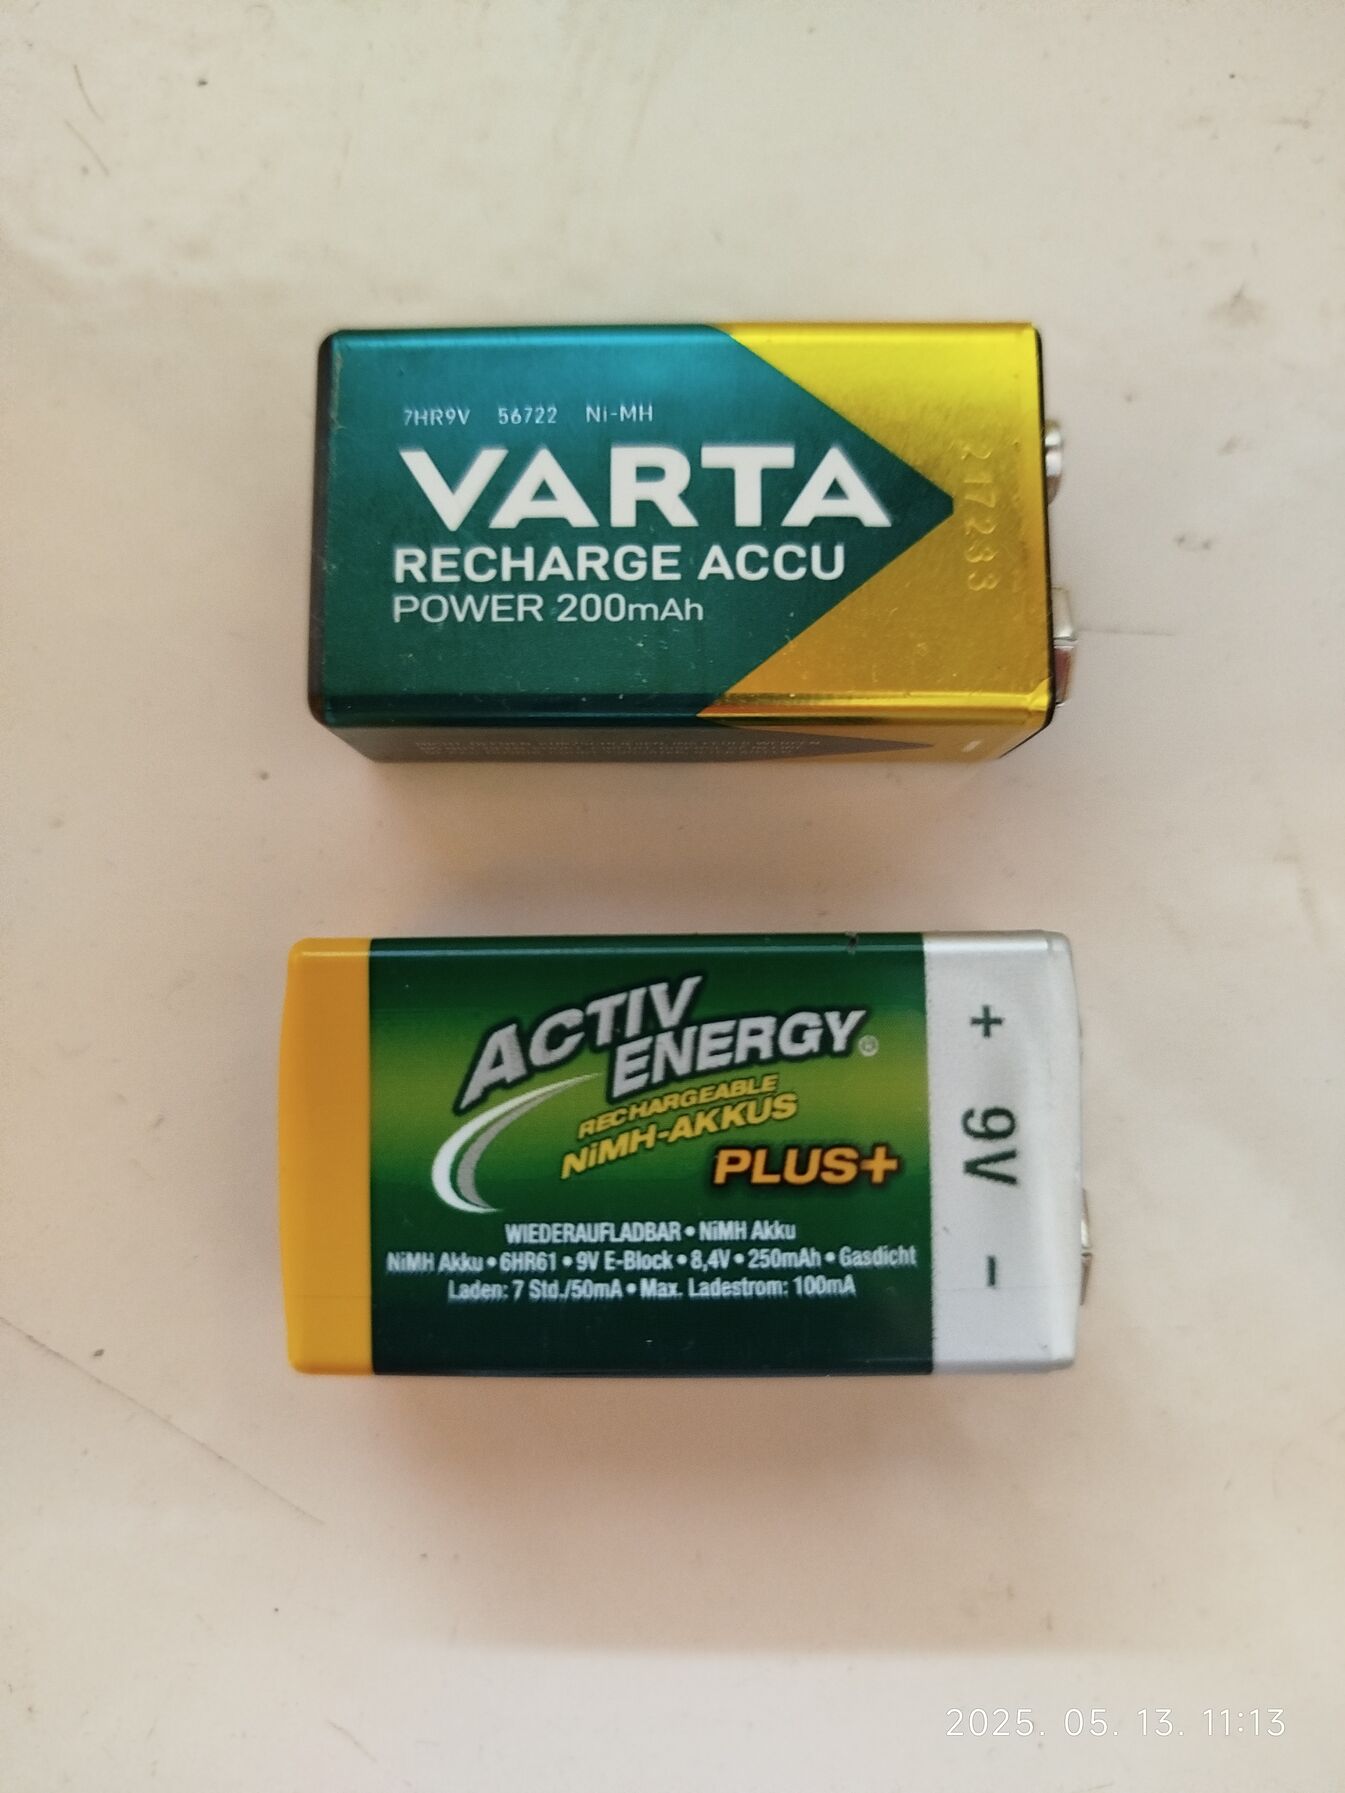 7HR9V 56722 Ni-MH
VARTA
RECHARGE ACCU
POWER 200mAh
217233
ACTIV
ENERGY®
RECHARGEABLE
NiMH-AKKUS
PLUS+
WIEDERAUFLADBAR • NiMH Akku
NiMH Akku • 6HR61 • 9V E-Block • 8,4V • 250mAh • Gasdicht
Laden: 7 Std./50mA • Max. Ladestrom: 100mA
+ 9V -
2025. 05. 13. 11:13